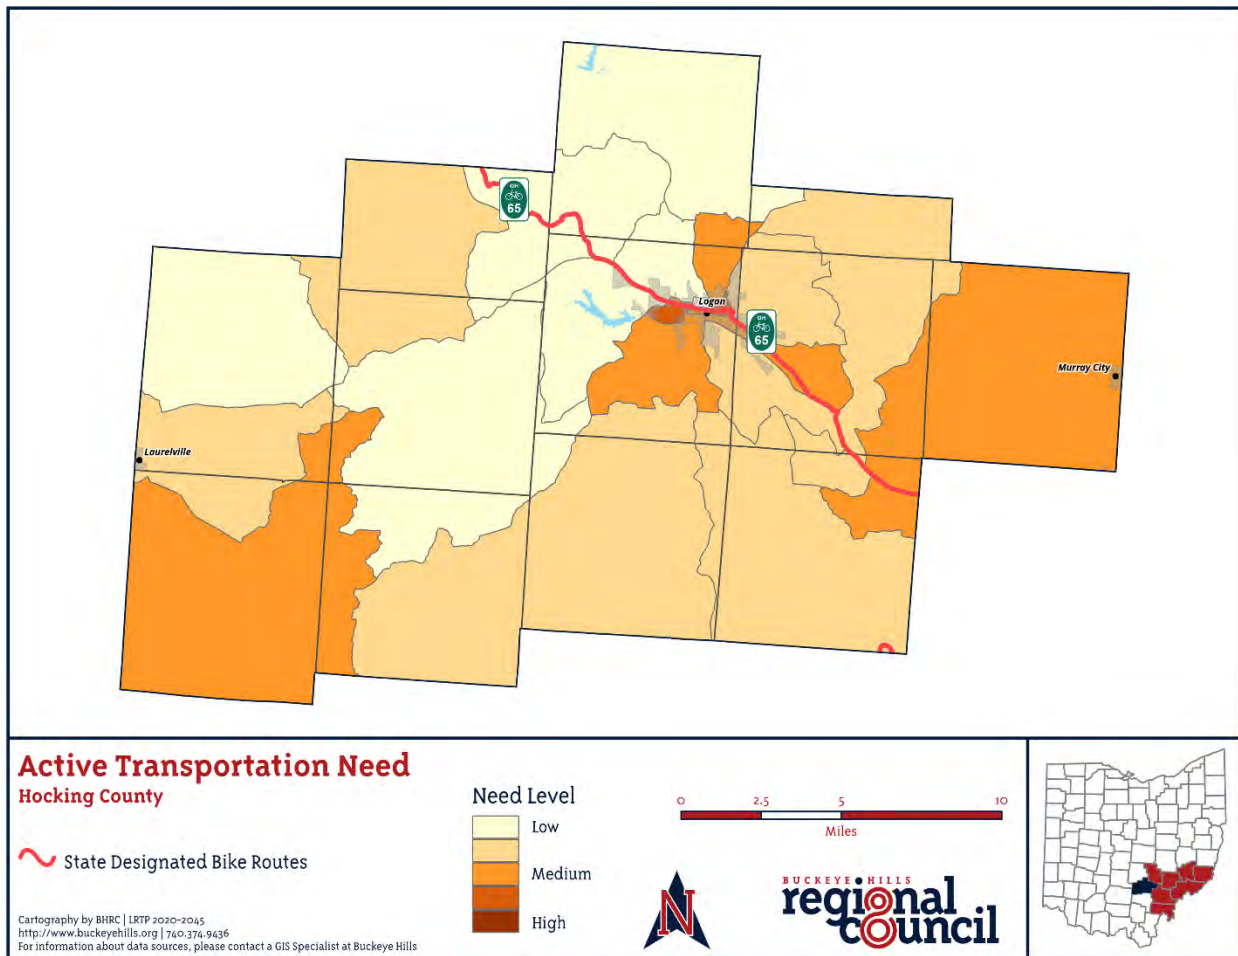 OH
65
Logan
OH
65
Murray City
Laurelville
Active Transportation Need
Hocking County
State Designated Bike Routes
Cartography by BHRC | LRTP 2020-2045
http://www.buckeyehills.org | 740.374.9436
For information about data sources, please contact a GIS Specialist at Buckeye Hills
Need Level
Low
Medium
High
0 2.5 5 10
Miles
N
BUCKEYE HILLS
regional
council